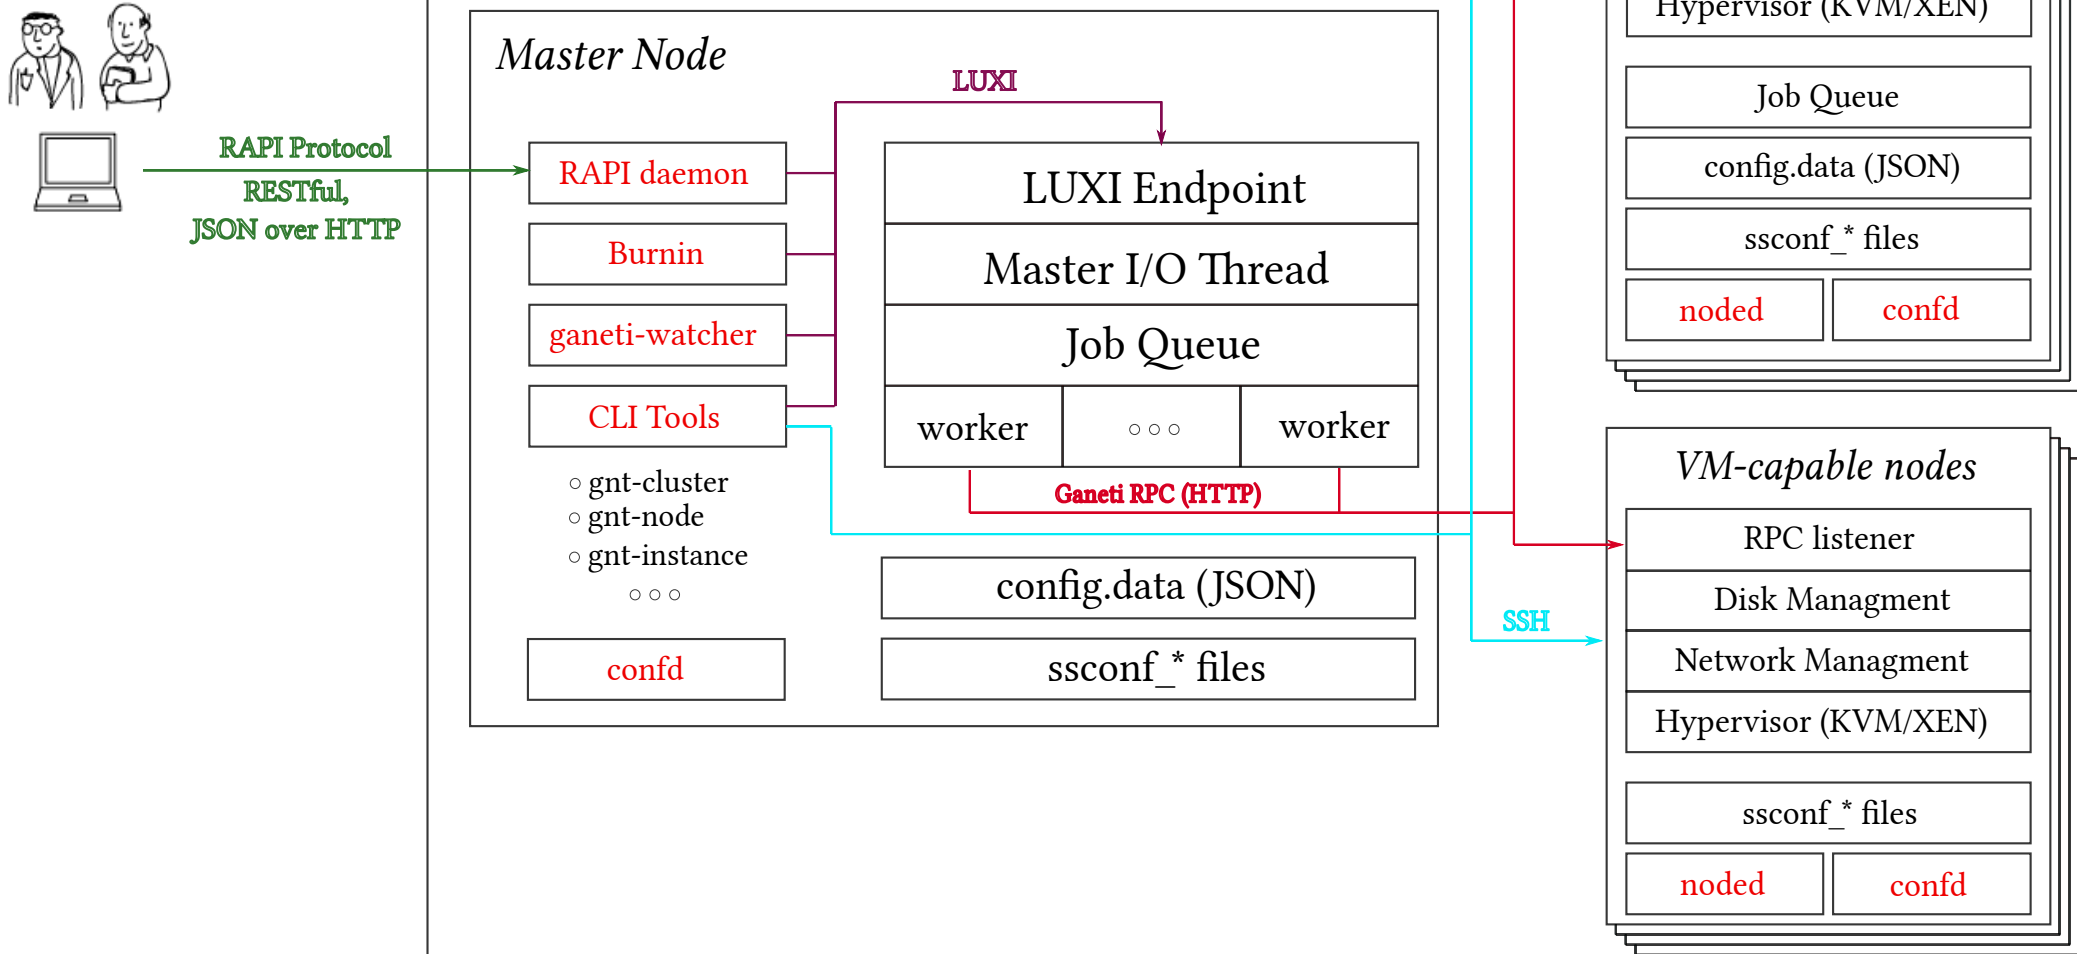 RAPI Protocol
RESTful,
JSON over HTTP
Master Node
LUXI
RAPI daemon
Burnin
ganeti-watcher
CLI Tools
○ gnt-cluster
○ gnt-node
○ gnt-instance
○ ○ ○
confd
LUXI Endpoint
Master I/O Thread
Job Queue
worker
○ ○ ○
worker
Ganeti RPC (HTTP)
config.data (JSON)
ssconf_* files
SSH
Hypervisor (KVM/XEN)
Job Queue
config.data (JSON)
ssconf_* files
noded
confd
VM-capable nodes
RPC listener
Disk Managment
Network Managment
Hypervisor (KVM/XEN)
ssconf_* files
noded
confd